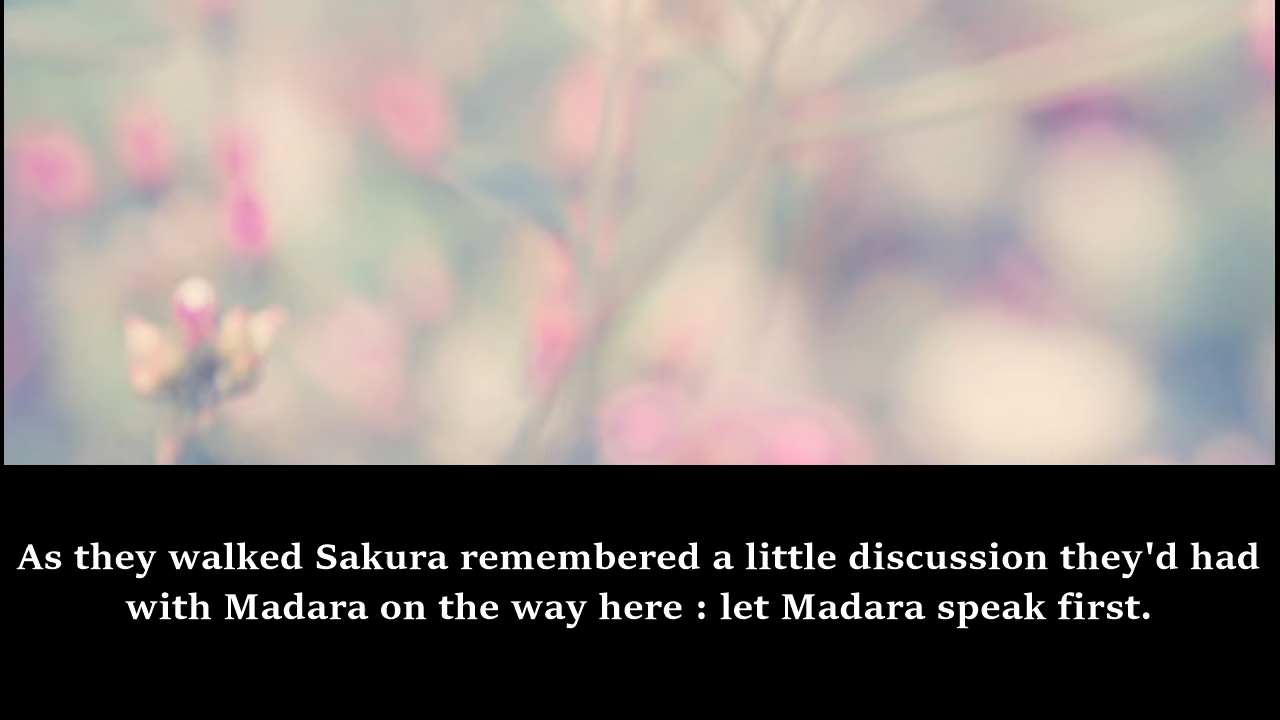 As they walked Sakura remembered a little discussion they'd had
with Madara on the way here : let Madara speak first.